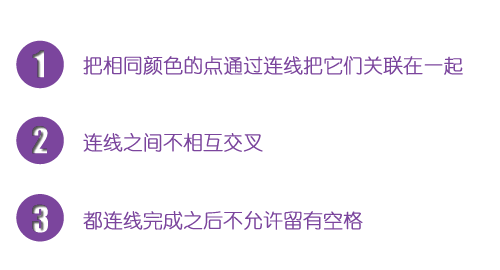 1 把相同颜色的点通过连线把它们关联在一起
2 连线之间不相互交叉
3 都连线完成之后不允许留有空格